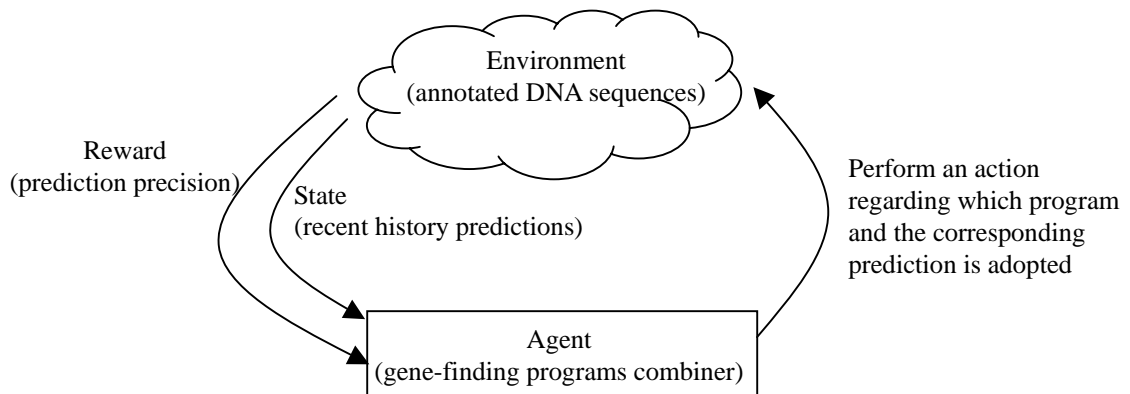 Environment
(annotated DNA sequences)
Reward
(prediction precision)
State
(recent history predictions)
Perform an action
regarding which program
and the corresponding
prediction is adopted
Agent
(gene-finding programs combiner)